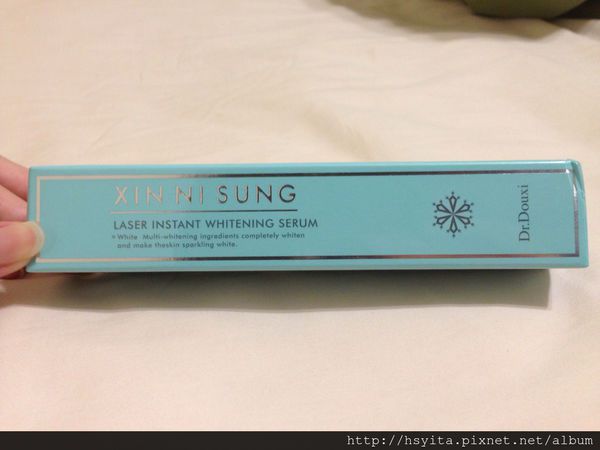 XIN NI SUNG
LASER INSTANT WHITENING SERUM
White Multi-whitening ingredients completely whiten
and make theskin sparkling white.
Dr.Douxi
http://hsyita.pixnet.net/album